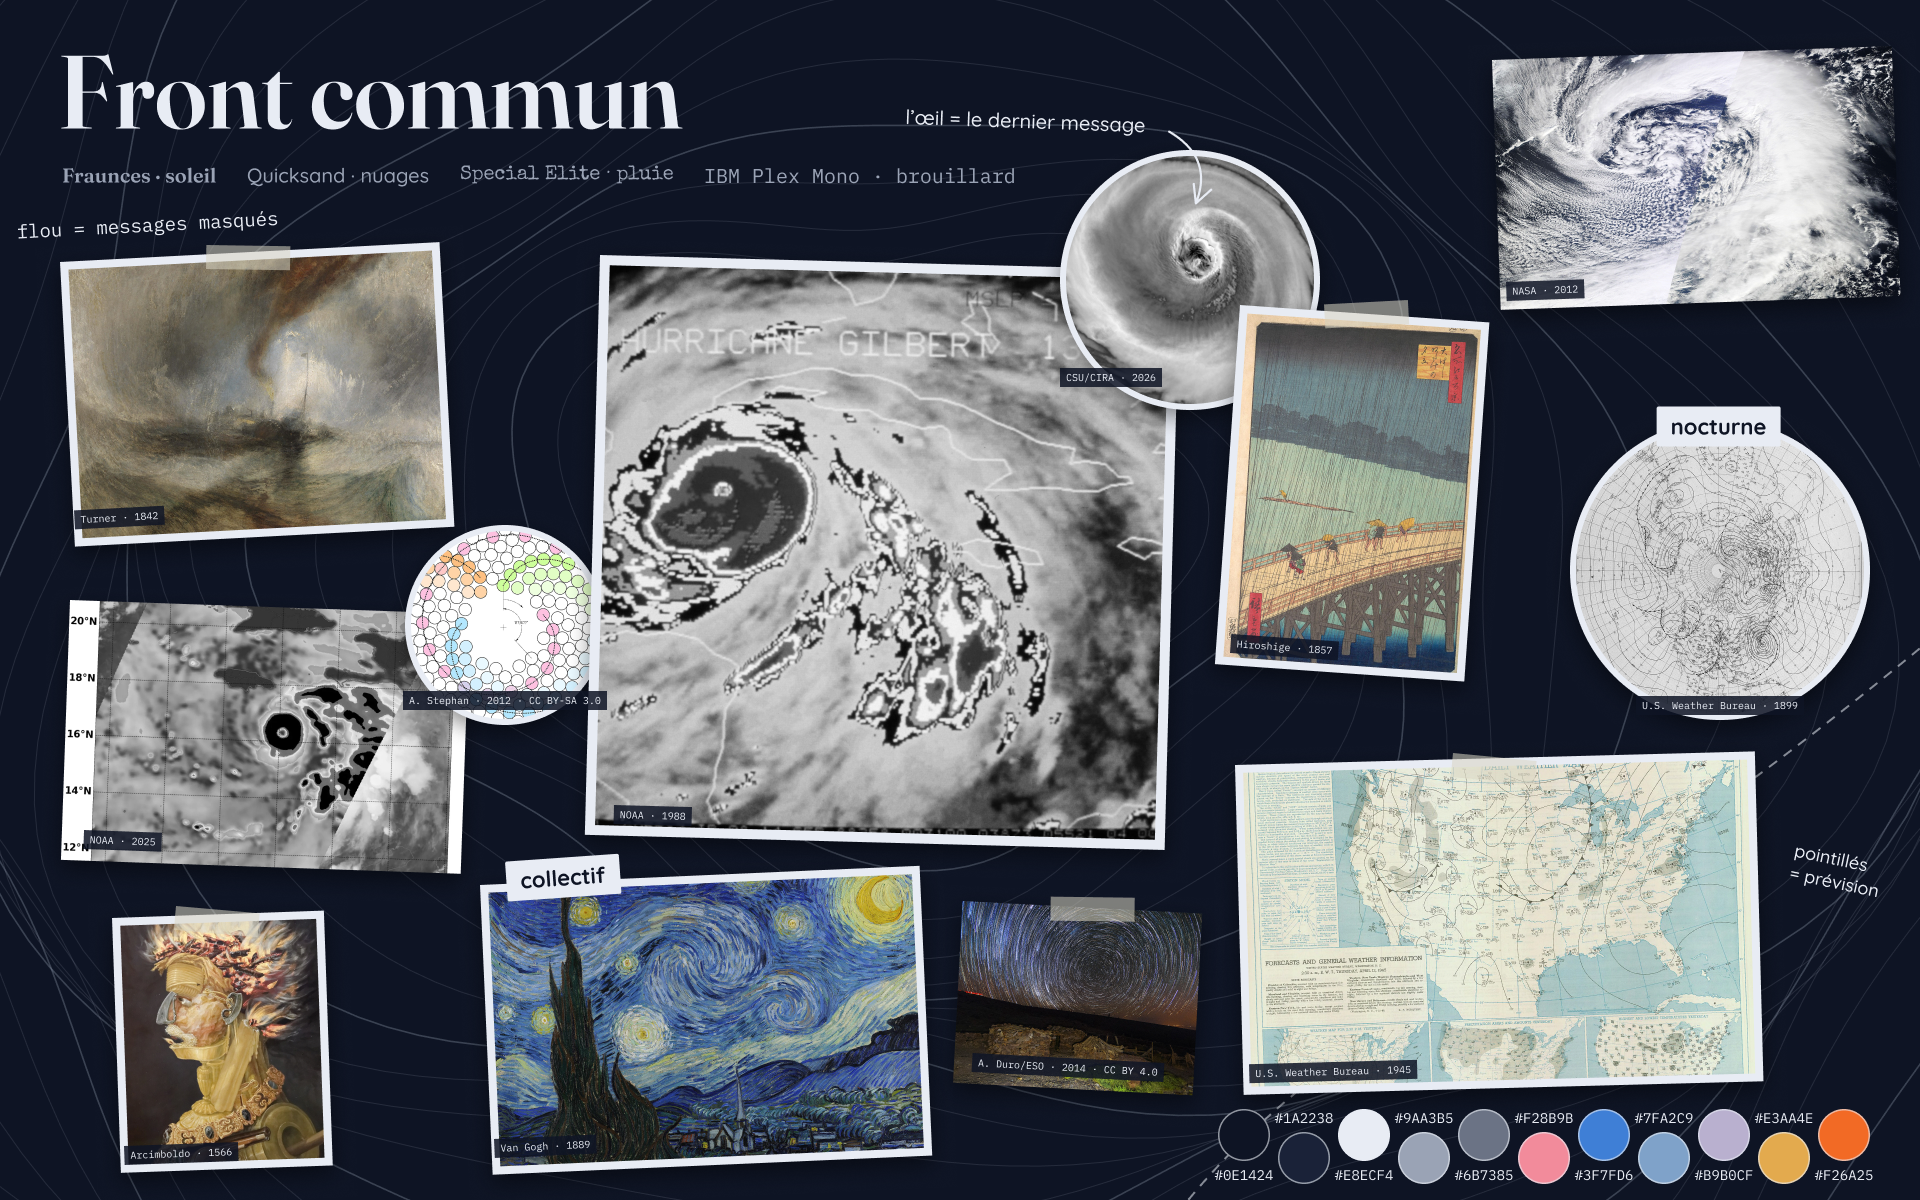 Front commun
Fraunces · soleil
Quicksand · nuages
Special Elite · pluie
IBM Plex Mono · brouillard
l'œil = le dernier message
flou = messages masqués
NASA · 2012
HURRICANE GILBERT
MSLP
CSU/CIRA · 2026
Turner · 1842
nocturne
Hiroshige · 1857
A. Stephan · 2012 · CC BY-SA 3.0
U.S. Weather Bureau · 1899
20°N
18°N
16°N
14°N
12°N
NOAA · 2025
NOAA · 1988
pointillés
= prévision
collectif
FORECASTS AND GENERAL WEATHER INFORMATION
A. Duro/ESO · 2014 · CC BY 4.0
U.S. Weather Bureau · 1945
Van Gogh · 1889
Arcimboldo · 1566
#1A2238
#9AA3B5
#F28B9B
#7FA2C9
#E3AA4E
#0E1424
#E8ECF4
#6B7385
#3F7FD6
#B9B0CF
#F26A25